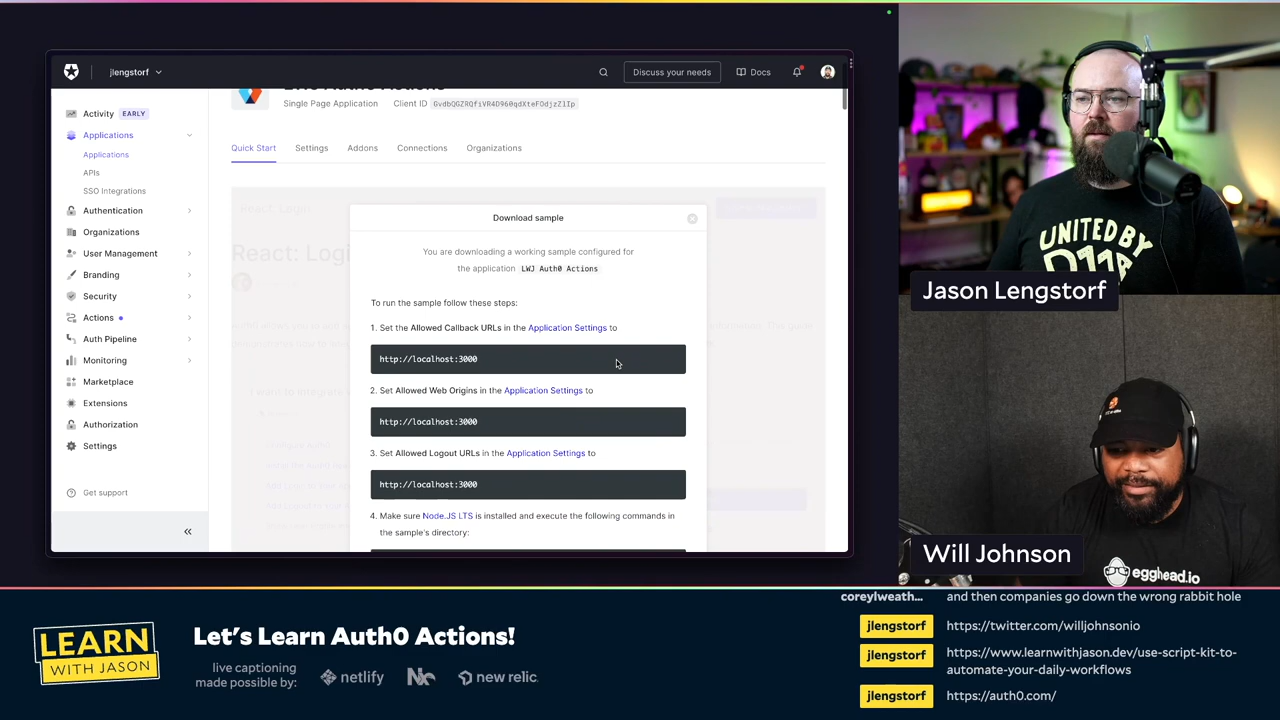 jlengstorf
Discuss your needs
Docs
Activity EARLY
Applications
Applications
APIs
SSO Integrations
Authentication
Organizations
User Management
Branding
Security
Actions
Auth Pipeline
Monitoring
Marketplace
Extensions
Authorization
Settings
Get support
Single Page Application
Client ID
Quick Start
Settings
Addons
Connections
Organizations
Download sample
You are downloading a working sample configured for
the application LWJ Auth0 Actions
To run the sample follow these steps:
1. Set the Allowed Callback URLs in the Application Settings to
http://localhost:3000
2. Set Allowed Web Origins in the Application Settings to
http://localhost:3000
3. Set Allowed Logout URLs in the Application Settings to
http://localhost:3000
4. Make sure Node.JS LTS is installed and execute the following commands in
the sample's directory:
UNITED BY
Jason Lengstorf
Will Johnson
egghead.io
LEARN
WITH JASON
Let's Learn Auth0 Actions!
live captioning
made possible by:
netlify
Nx
new relic
coreylweath... and then companies go down the wrong rabbit hole
jlengstorf https://twitter.com/willjohnsonio
jlengstorf https://www.learnwithjason.dev/use-script-kit-to-
automate-your-daily-workflows
jlengstorf https://auth0.com/